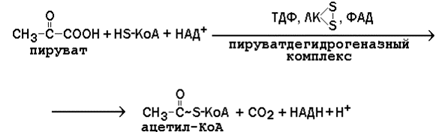 O
CH₃-C-COOH + HS-KoA + НАД⁺
пируват
ТДФ, ЛК S S, ФАД
пируватдегидрогеназный
комплекс
O
CH₃-C~S-KoA + CO₂ + НАДН + H⁺
ацетил-КоА